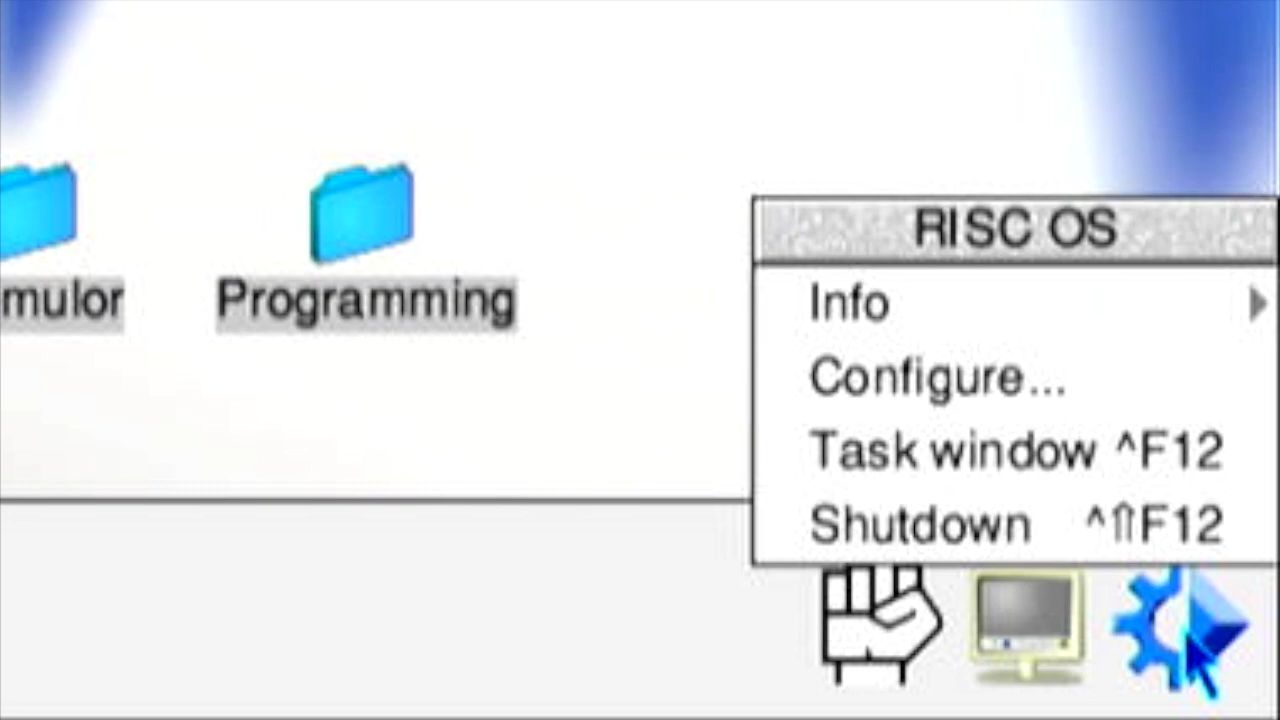 RISC OS
mulor
Programming
Info
Configure...
Task window ^F12
Shutdown ^⇧F12